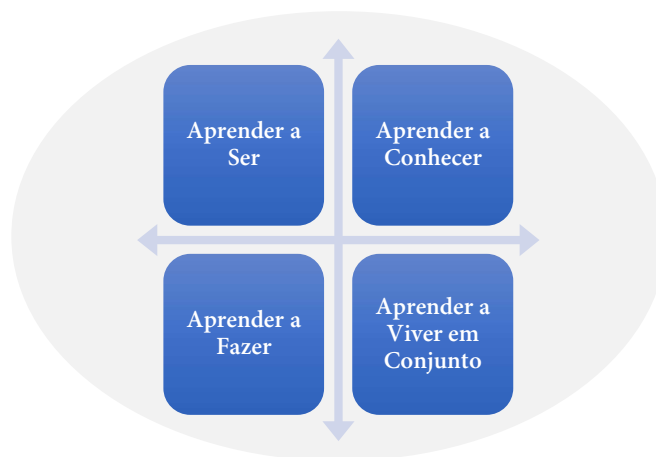 Aprender a
Ser
Aprender a
Conhecer
Aprender a
Fazer
Aprender a
Viver em
Conjunto